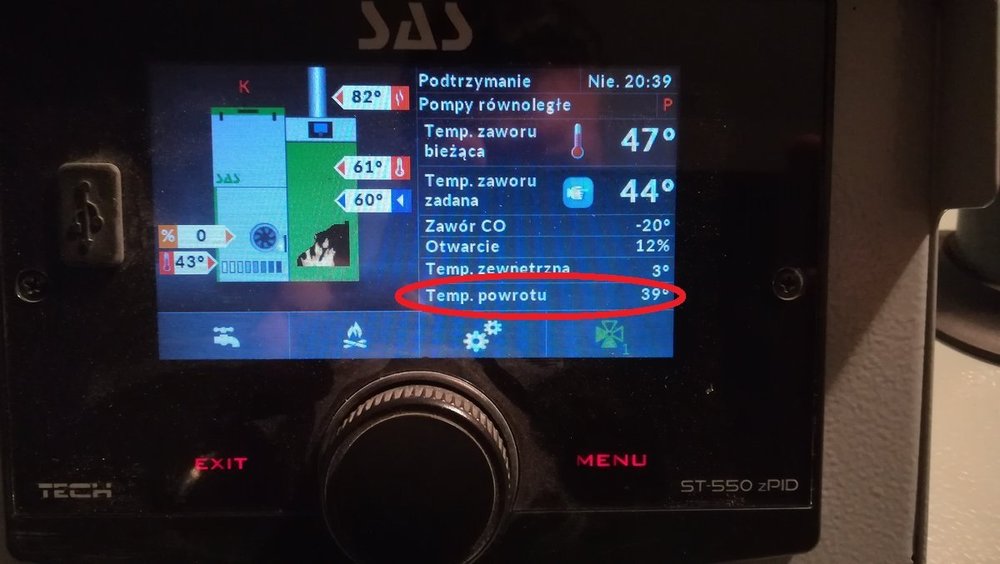 SAS
K
82°
61°
60°
SAS
% 0
43°
Podtrzymanie Nie. 20:39
Pompy równoległe P
Temp. zaworu bieżąca 47°
Temp. zaworu zadana 44°
Zawór CO -20°
Otwarcie 12%
Temp. zewnętrzna 3°
Temp. powrotu 39°
1
EXIT
MENU
TECH
ST-550 zPID